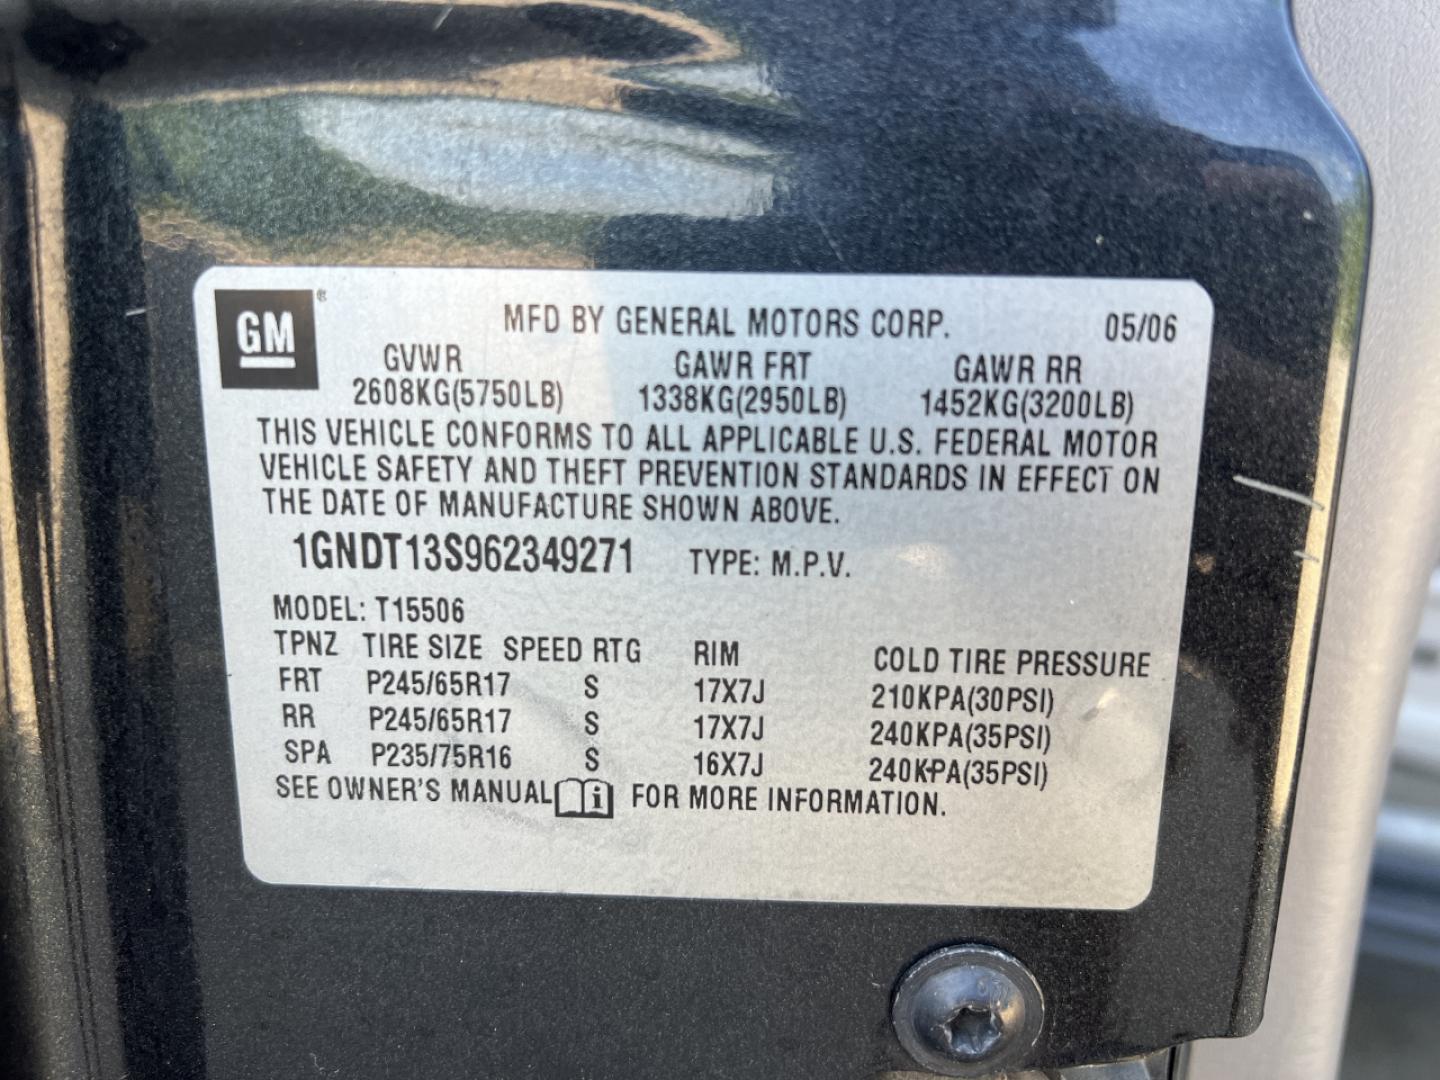 GM ® MFD BY GENERAL MOTORS CORP. 05/06
GVWR GAWR FRT GAWR RR
2608KG(5750LB) 1338KG(2950LB) 1452KG(3200LB)
THIS VEHICLE CONFORMS TO ALL APPLICABLE U.S. FEDERAL MOTOR
VEHICLE SAFETY AND THEFT PREVENTION STANDARDS IN EFFECT ON
THE DATE OF MANUFACTURE SHOWN ABOVE.
1GNDT13S962349271 TYPE: M.P.V.
MODEL: T15506
TPNZ TIRE SIZE SPEED RTG RIM COLD TIRE PRESSURE
FRT P245/65R17 S 17X7J 210KPA(30PSI)
RR P245/65R17 S 17X7J 240KPA(35PSI)
SPA P235/75R16 S 16X7J 240KPA(35PSI)
SEE OWNER'S MANUAL i FOR MORE INFORMATION.